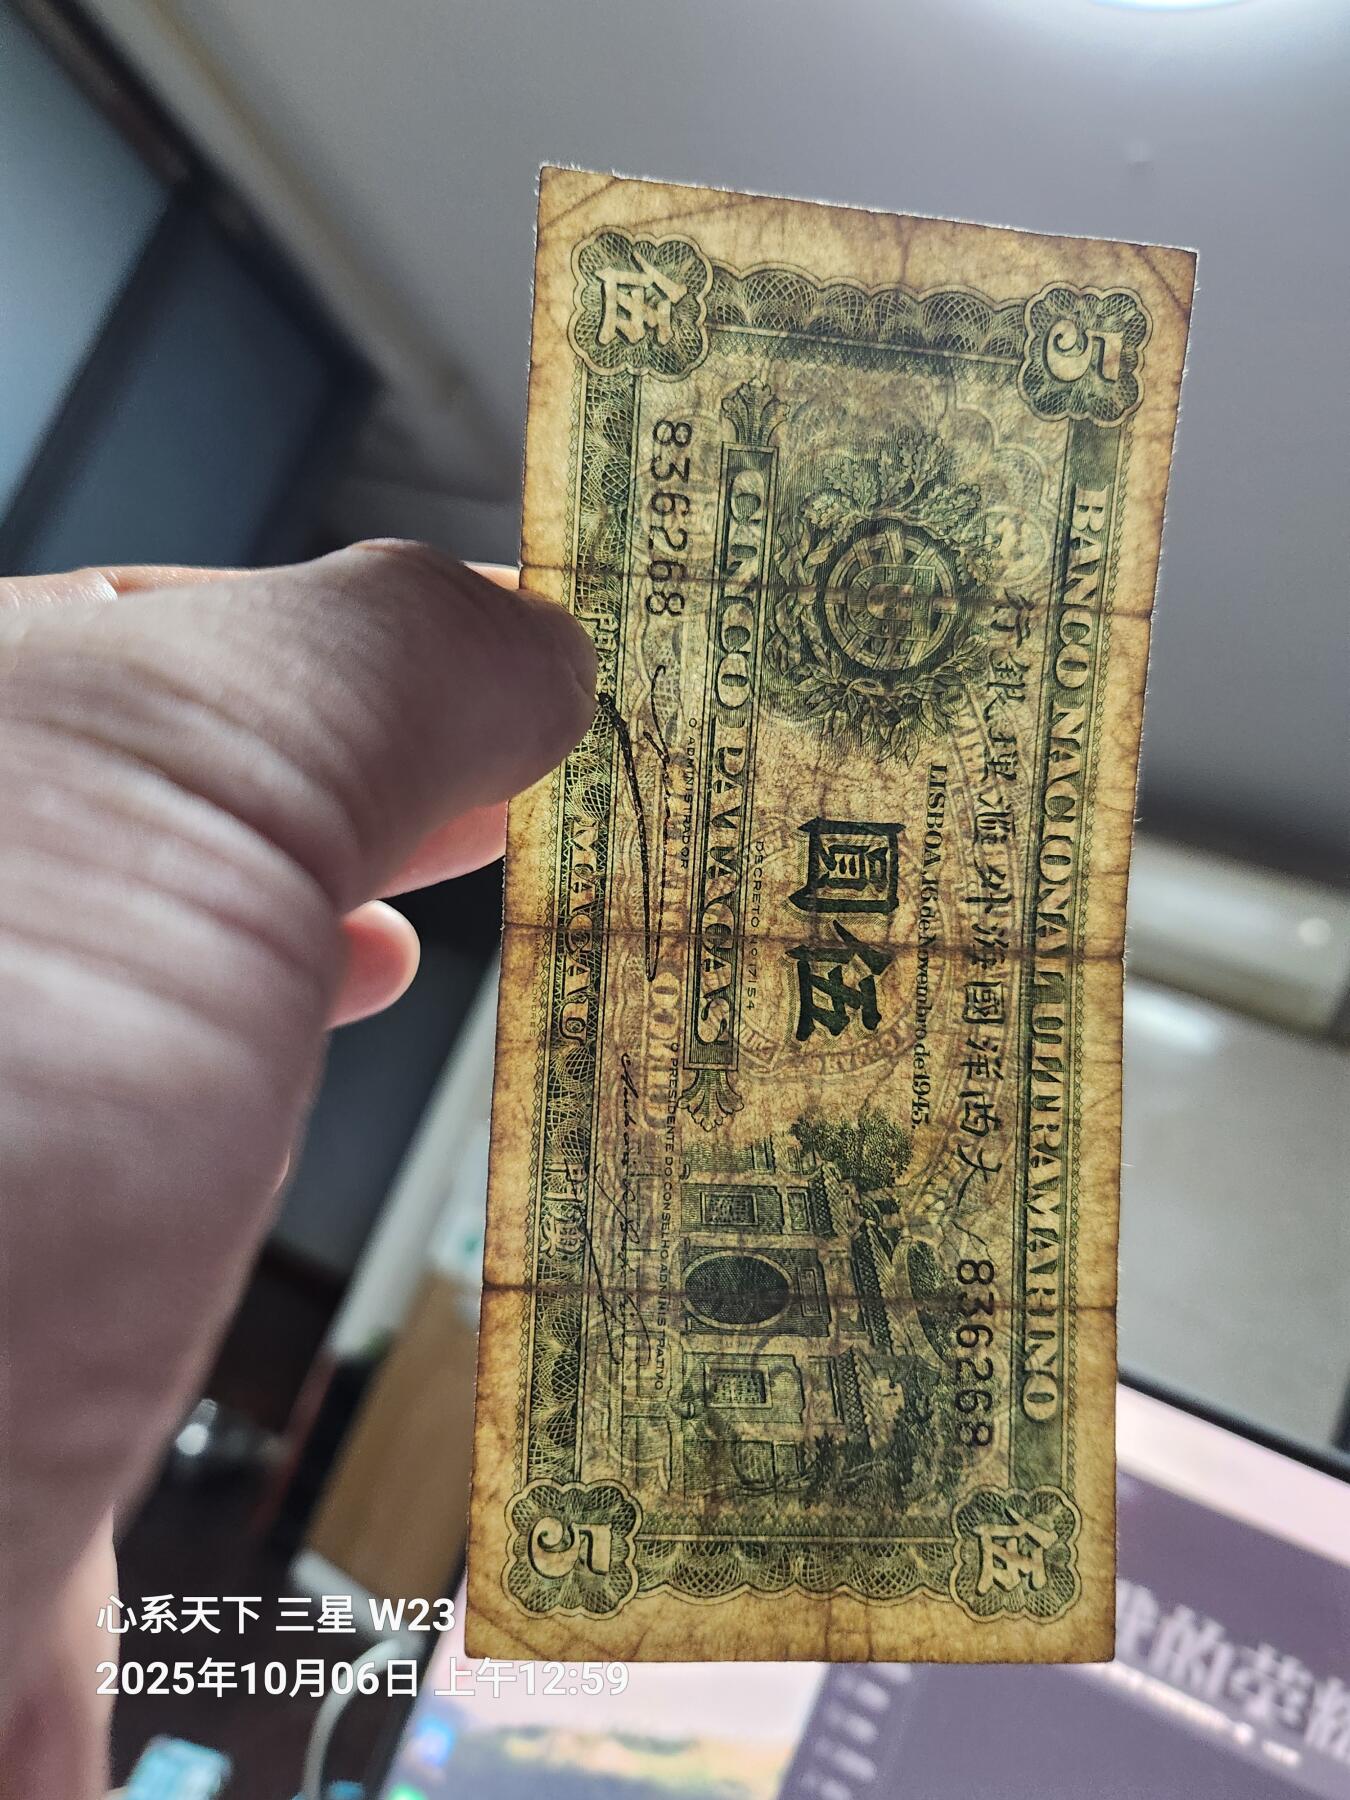 BANCO NACIONAL ULTRAMARINO
行銀理滙外海國洋西大
836268
LISBOA, 16 de Novembro de 1945.
伍圓
DECRETO N.º 17154
CINCO PATACAS
836268
O ADMINISTRADOR
O PRESIDENTE DO CONSELHO ADMINISTRATIVO
MACAU
5
伍
伍
5
心系天下 三星 W23
2025年10月06日 上午12:59